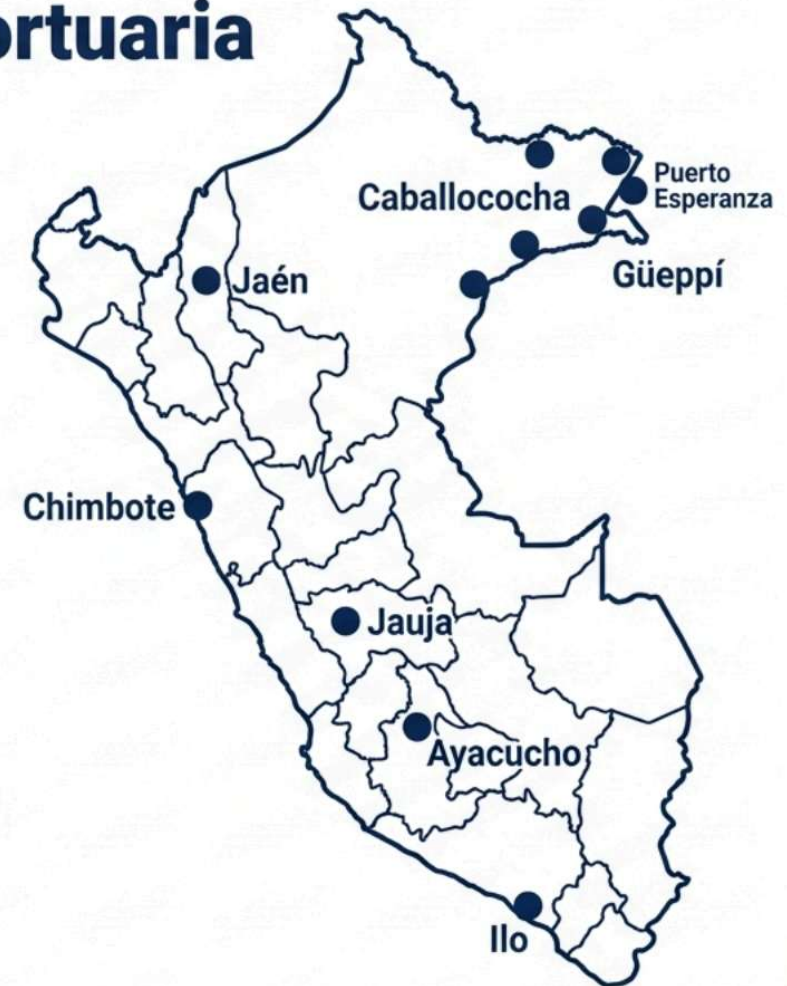 ortuaria
Puerto
Esperanza
Caballococha
Güeppí
Jaén
Chimbote
Jauja
Ayacucho
Ilo